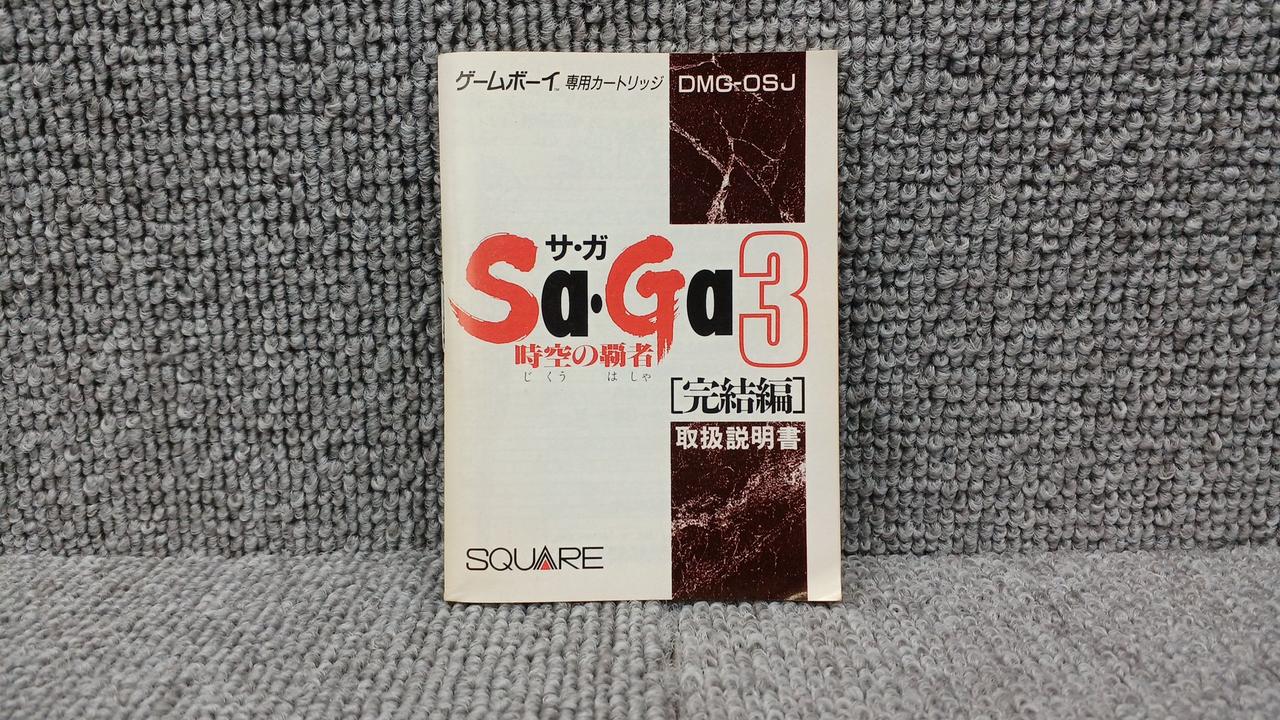 ゲームボーイ™専用カートリッジ DMG-OSJ
サ・ガ
Sa・Ga3
時空の覇者
じくう はしゃ
[完結編]
取扱説明書
SQUARE